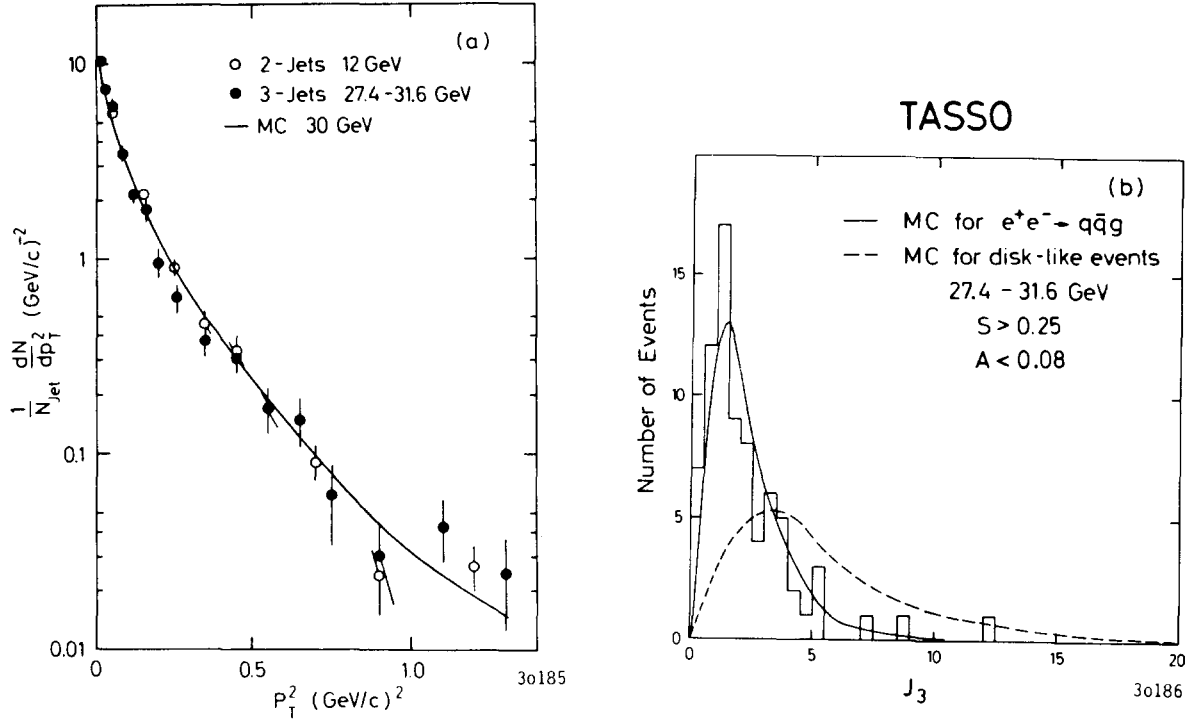 (a)
2-Jets 12 GeV
3-Jets 27.4-31.6 GeV
MC 30 GeV
10
1
0.1
0.01
1/N_Jet dN/dp_T^2 (GeV/c)^-2
0 0.5 1.0
P_T^2 (GeV/c)^2
30185
TASSO
(b)
MC for e⁺e⁻→ qq̄g
MC for disk-like events
27.4 - 31.6 GeV
S > 0.25
A < 0.08
15
10
5
0
Number of Events
0 5 10 15 20
J₃
30186